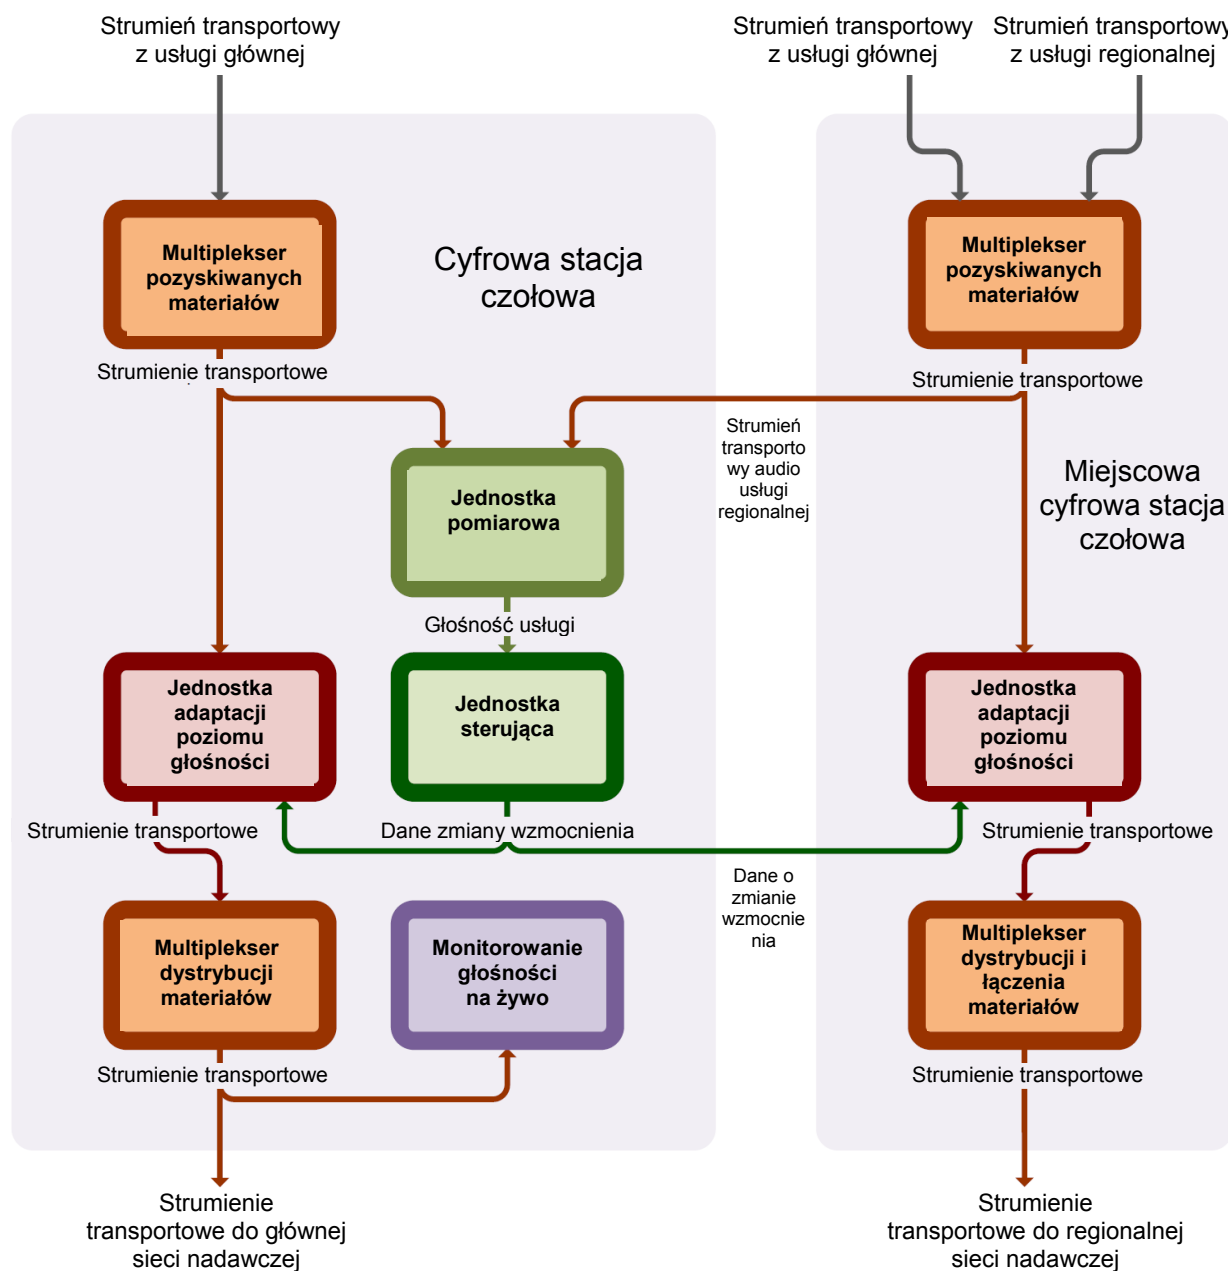 Strumień transportowy
z usługi głównej
Strumień transportowy
z usługi głównej
Strumień transportowy
z usługi regionalnej
Multiplekser
pozyskiwanych
materiałów
Cyfrowa stacja
czołowa
Multiplekser
pozyskiwanych
materiałów
Strumienie transportowe
Strumienie transportowe
Strumień
transporto
wy audio
usługi
regionalnej
Jednostka
pomiarowa
Miejscowa
cyfrowa stacja
czołowa
Głośność usługi
Jednostka
adaptacji
poziomu
głośności
Jednostka
sterująca
Jednostka
adaptacji
poziomu
głośności
Strumienie transportowe
Dane zmiany wzmocnienia
Strumienie transportowe
Dane o
zmianie
wzmocnie
nia
Multiplekser
dystrybucji
materiałów
Monitorowanie
głośności
na żywo
Multiplekser
dystrybucji i
łączenia
materiałów
Strumienie transportowe
Strumienie transportowe
Strumienie
transportowe do głównej
sieci nadawczej
Strumienie
transportowe do regionalnej
sieci nadawczej